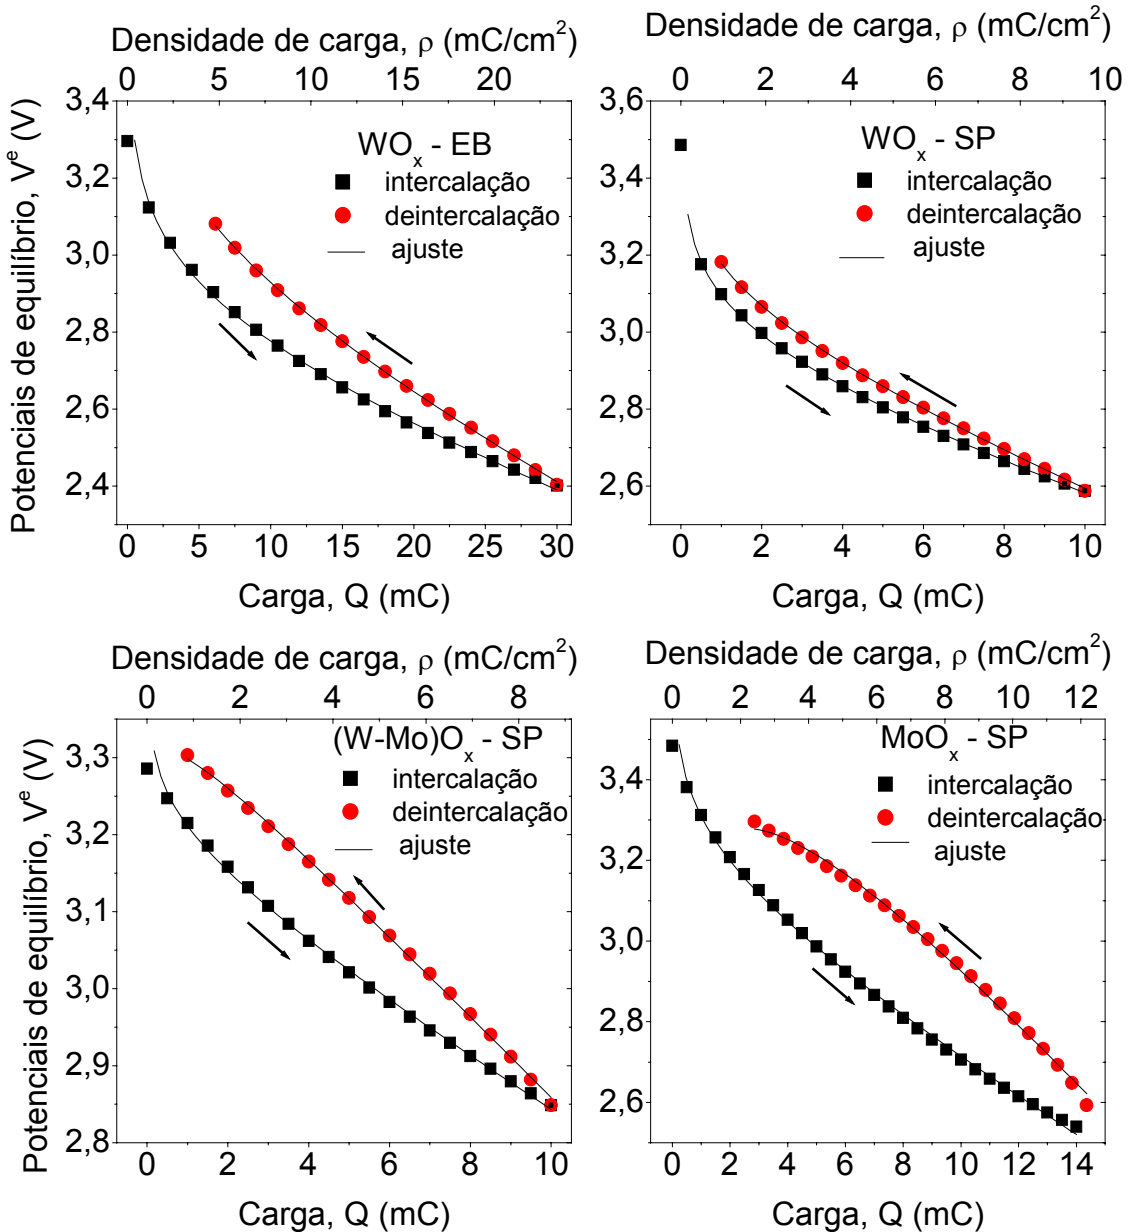 Densidade de carga, ρ (mC/cm²)
0 5 10 15 20
3,4
3,2
3,0
2,8
2,6
2,4
Potenciais de equilíbrio, Vᵉ (V)
WOₓ - EB
intercalação
deintercalação
ajuste
0 5 10 15 20 25 30
Carga, Q (mC)
Densidade de carga, ρ (mC/cm²)
0 2 4 6 8 10
3,6
3,4
3,2
3,0
2,8
2,6
WOₓ - SP
intercalação
deintercalação
ajuste
0 2 4 6 8 10
Carga, Q (mC)
Densidade de carga, ρ (mC/cm²)
0 2 4 6 8
3,3
3,2
3,1
3,0
2,9
2,8
Potenciais de equilíbrio, Vᵉ (V)
(W-Mo)Oₓ - SP
intercalação
deintercalação
ajuste
0 2 4 6 8 10
Carga, Q (mC)
Densidade de carga, ρ (mC/cm²)
0 2 4 6 8 10 12
3,4
3,2
3,0
2,8
2,6
MoOₓ - SP
intercalação
deintercalação
ajuste
0 2 4 6 8 10 12 14
Carga, Q (mC)